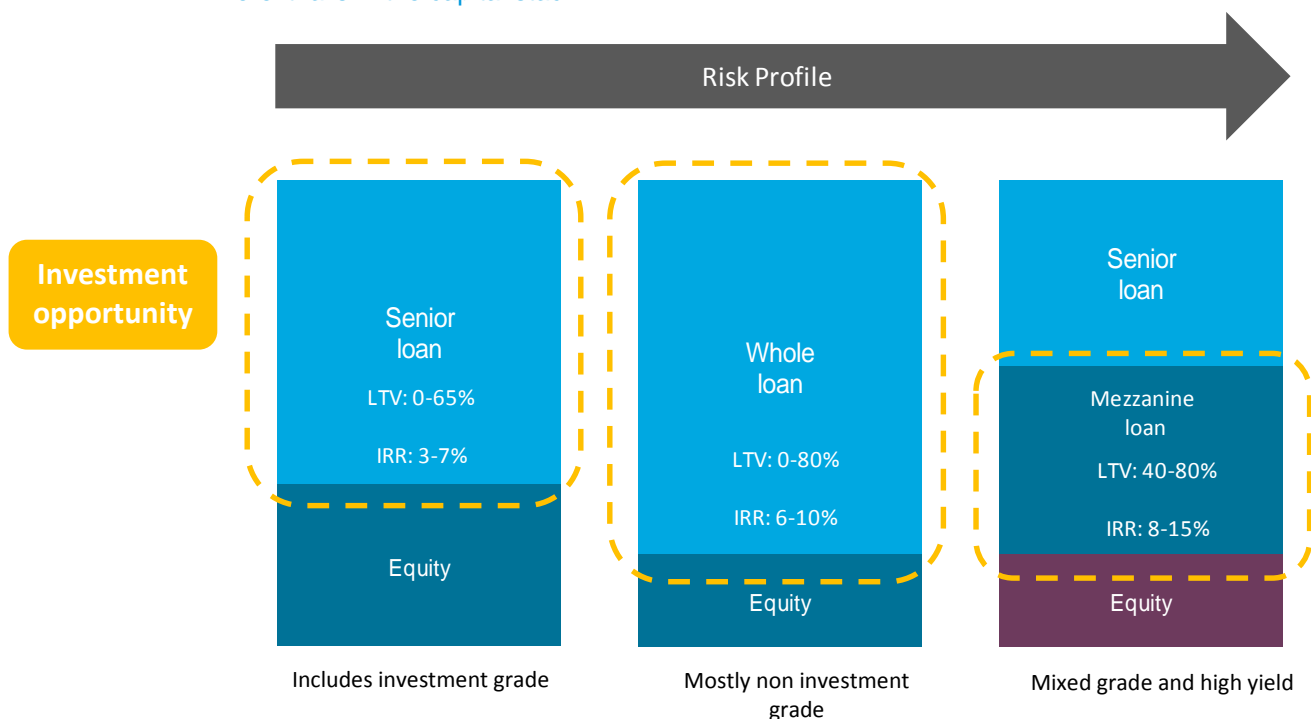 Risk Profile
Investment
opportunity
Senior
loan
LTV: 0-65%
IRR: 3-7%
Equity
Includes investment grade
Whole
loan
LTV: 0-80%
IRR: 6-10%
Equity
Mostly non investment
grade
Senior
loan
Mezzanine
loan
LTV: 40-80%
IRR: 8-15%
Equity
Mixed grade and high yield